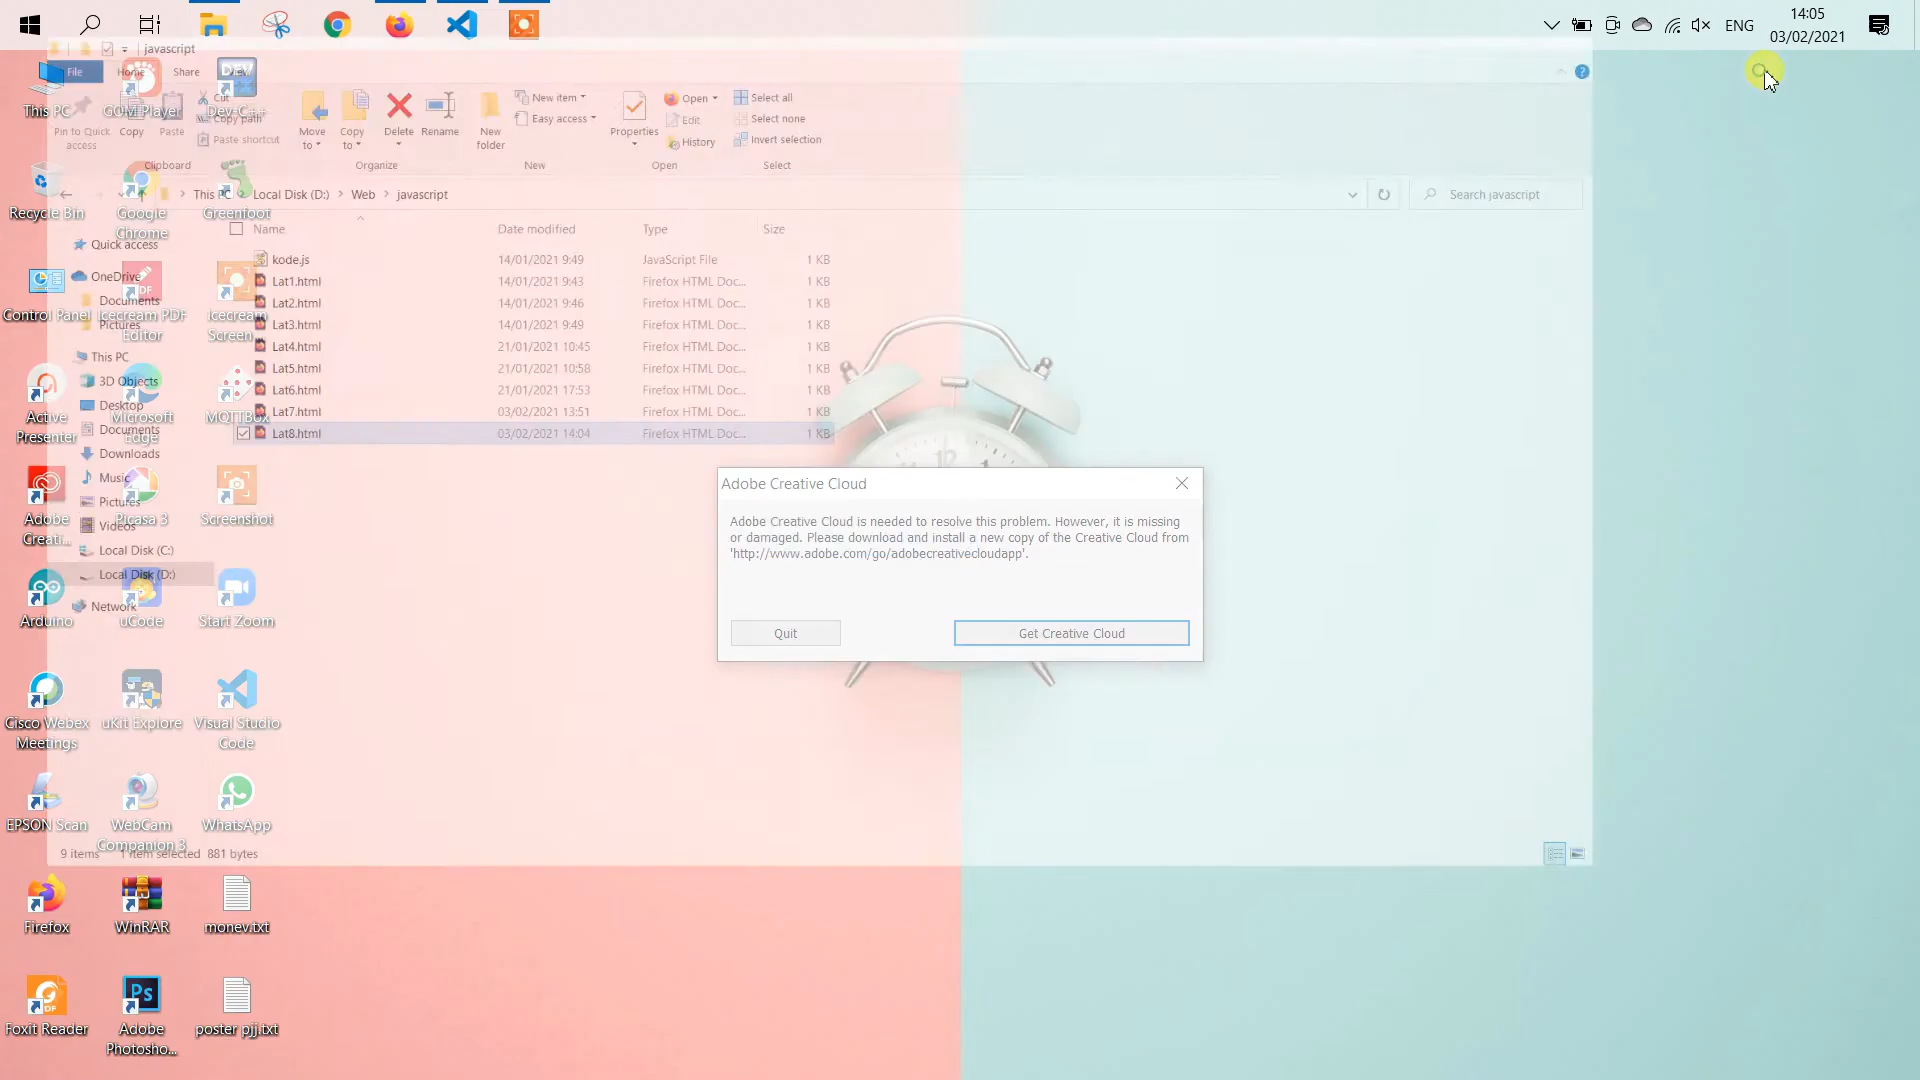 ENG
14:05
03/02/2021
javascript
File
Home
Share
View
Cut
Copy path
Paste shortcut
Pin to Quick access
Copy
Paste
Clipboard
Move to
Copy to
Delete
Rename
Organize
New folder
New item
Easy access
New
Properties
Open
Edit
History
Open
Select all
Select none
Invert selection
Select
This PC
Local Disk (D:)
Web
javascript
Search javascript
Name
Date modified
Type
Size
kode.js 14/01/2021 9:49 JavaScript File 1 KB
Lat1.html 14/01/2021 9:43 Firefox HTML Doc... 1 KB
Lat2.html 14/01/2021 9:46 Firefox HTML Doc... 1 KB
Lat3.html 14/01/2021 9:49 Firefox HTML Doc... 1 KB
Lat4.html 21/01/2021 10:45 Firefox HTML Doc... 1 KB
Lat5.html 21/01/2021 10:58 Firefox HTML Doc... 1 KB
Lat6.html 21/01/2021 17:53 Firefox HTML Doc... 1 KB
Lat7.html 03/02/2021 13:51 Firefox HTML Doc... 1 KB
Lat8.html 03/02/2021 14:04 Firefox HTML Doc... 1 KB
Quick access
OneDrive
Documents
Pictures
This PC
3D Objects
Desktop
Documents
Downloads
Music
Pictures
Videos
Local Disk (C:)
Local Disk (D:)
Network
9 items 1 item selected 881 bytes
Adobe Creative Cloud
Adobe Creative Cloud is needed to resolve this problem. However, it is missing
or damaged. Please download and install a new copy of the Creative Cloud from
'http://www.adobe.com/go/adobecreativecloudapp'.
Quit
Get Creative Cloud
This PC
GOM Player
DEV
Dev-C++
Recycle Bin
Google
Chrome
Greenfoot
Control Panel
Icecream PDF
Editor
Icecream
Screen...
Active
Presenter
Microsoft
Edge
MQTTBox
Adobe
Creati...
Picasa 3
Screenshot
Arduino
uCode
Start Zoom
Cisco Webex
Meetings
uKit Explore
Visual Studio
Code
EPSON Scan
WebCam
Companion 3
WhatsApp
Firefox
WinRAR
monev.txt
Foxit Reader
Ps
Adobe
Photosho...
poster pjj.txt